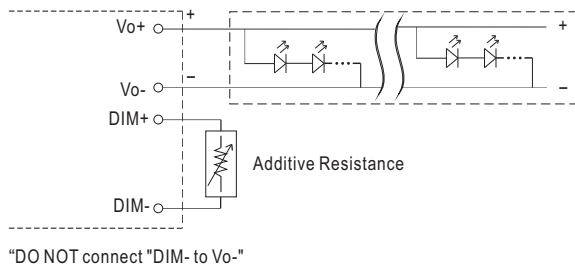 Vo+
+
+
Vo-
−
−
DIM+
Additive Resistance
DIM-
“DO NOT connect "DIM- to Vo-"